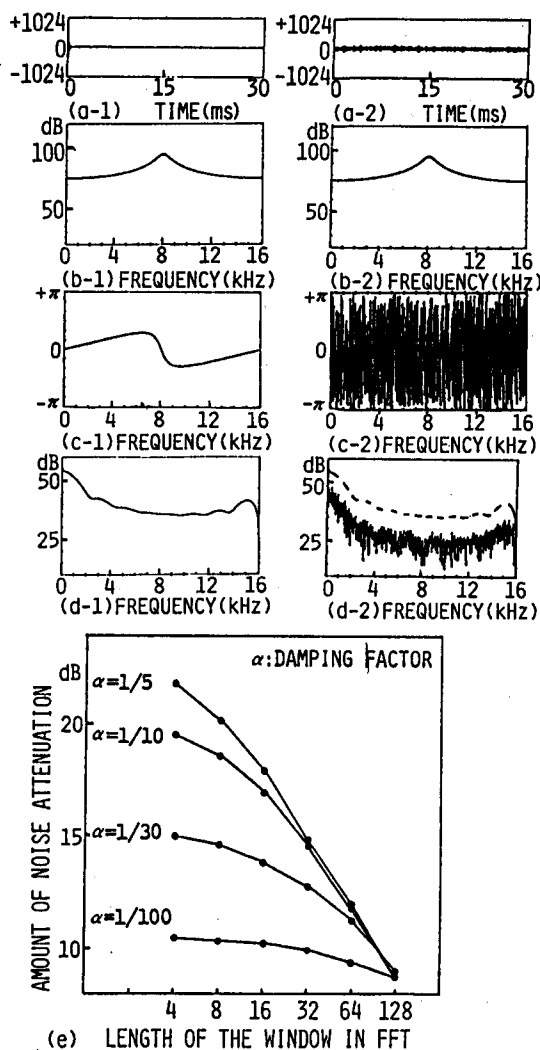 +1024
0
-1024
0 15 30
(a-1) TIME(ms)
+1024
0
-1024
0 15 30
(a-2) TIME(ms)
dB
100
50
0 4 8 12 16
(b-1) FREQUENCY(kHz)
dB
100
50
0 4 8 12 16
(b-2) FREQUENCY(kHz)
+π
0
-π
0 4 8 12 16
(c-1) FREQUENCY(kHz)
+π
0
-π
0 4 8 12 16
(c-2) FREQUENCY(kHz)
dB
50
25
0 4 8 12 16
(d-1) FREQUENCY(kHz)
dB
50
25
0 4 8 12 16
(d-2) FREQUENCY(kHz)
α:DAMPING FACTOR
dB
20
15
10
AMOUNT OF NOISE ATTENUATION
α=1/5
α=1/10
α=1/30
α=1/100
4 8 16 32 64 128
(e) LENGTH OF THE WINDOW IN FFT